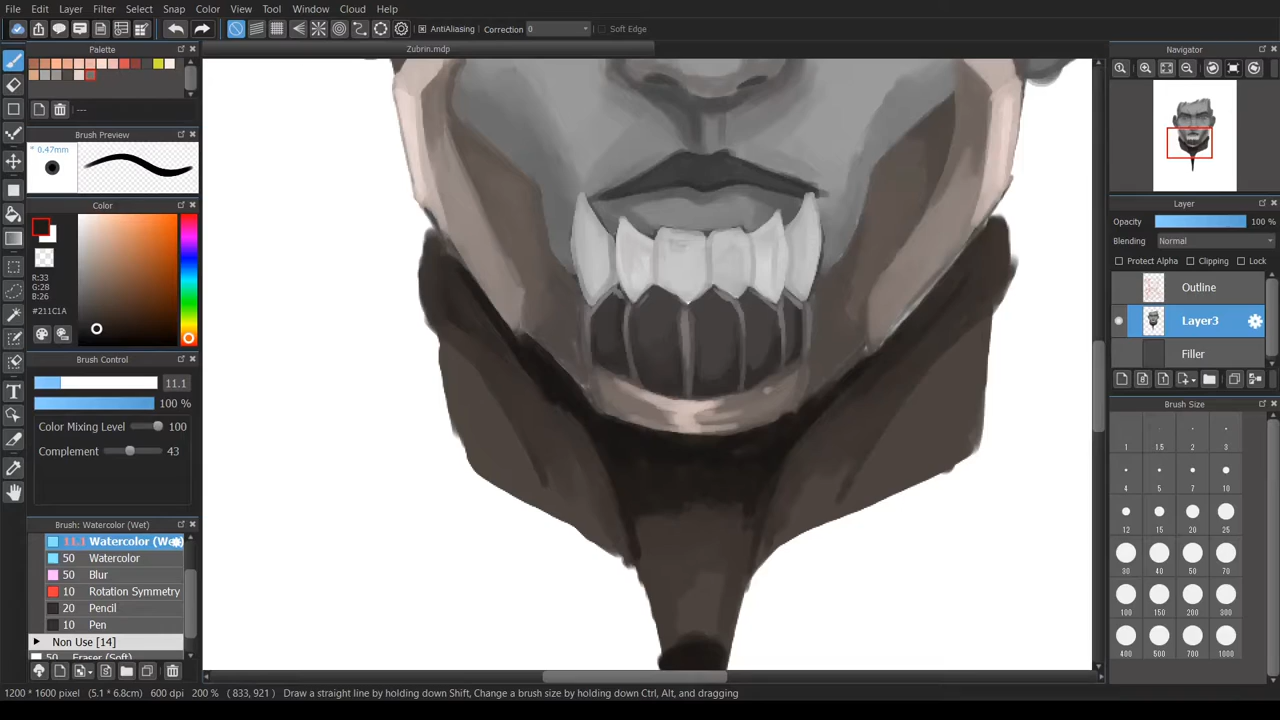 File Edit Layer Filter Select Snap Color View Tool Window Cloud Help
AntiAliasing Correction 0 Soft Edge
Palette
Zubrin.mdp
Navigator
---
Brush Preview
* 0.47mm
Color
R:33
G:28
B:26
#211C1A
Brush Control
11.1
100 %
Color Mixing Level 100
Complement 43
Brush: Watercolor (Wet)
11.1 Watercolor (Wet)
50 Watercolor
50 Blur
10 Rotation Symmetry
20 Pencil
10 Pen
Non Use [14]
50 Eraser (Soft)
Layer
Opacity 100 %
Blending Normal
Protect Alpha Clipping Lock
Outline
Layer3
Filler
Brush Size
1 1.5 2 3
4 5 7 10
12 15 20 25
30 40 50 70
100 150 200 300
400 500 700 1000
1200 * 1600 pixel (5.1 * 6.8cm) 600 dpi 200 % ( 833, 921 ) Draw a straight line by holding down Shift, Change a brush size by holding down Ctrl, Alt, and dragging